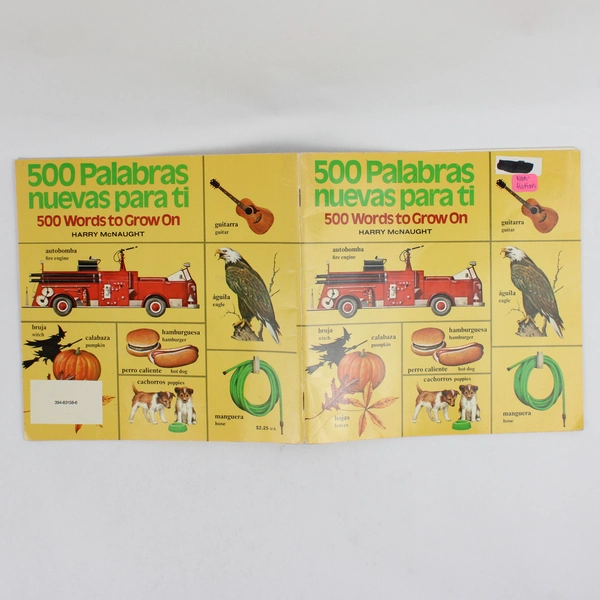 500 Palabras
nuevas para ti
500 Words to Grow On
HARRY McNAUGHT
guitarra
guitar
autobomba
fire engine
águila
eagle
bruja
witch
calabaza
pumpkin
hamburguesa
hamburger
perro caliente
hot dog
cachorros puppies
manguera
hose
394-83158-6
$2.25
500 Palabras
nuevas para ti
500 Words to Grow On
HARRY McNAUGHT
Non-
fiction
guitarra
guitar
autobomba
fire engine
águila
eagle
bruja
witch
calabaza
pumpkin
hojas
leaves
hamburguesa
hamburger
perro caliente
hot dog
cachorros puppies
manguera
hose